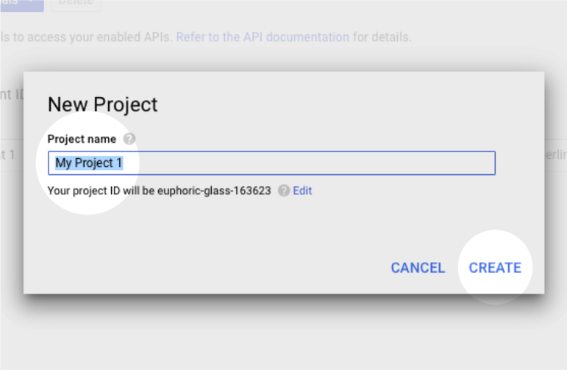 Delete
ls to access your enabled APIs. Refer to the API documentation for details.
New Project
Project name ?
My Project 1
Your project ID will be euphoric-glass-163623 ? Edit
CANCEL CREATE